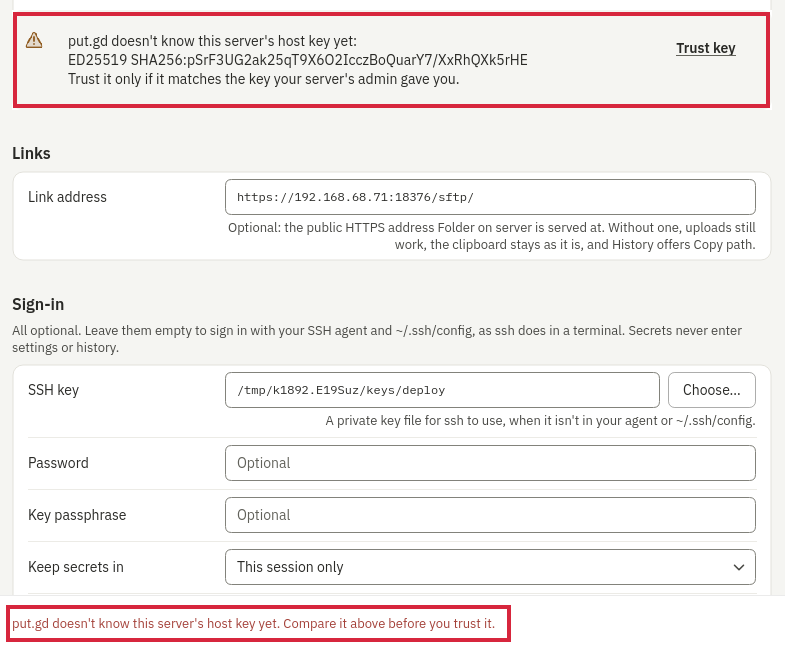 put.gd doesn't know this server's host key yet:
ED25519 SHA256:pSrF3UG2ak25qT9X6O2IcczBoQuarY7/XxRhQXk5rHE
Trust it only if it matches the key your server's admin gave you.
Trust key
Links
Link address
https://192.168.68.71:18376/sftp/
Optional: the public HTTPS address Folder on server is served at. Without one, uploads still
work, the clipboard stays as it is, and History offers Copy path.
Sign-in
All optional. Leave them empty to sign in with your SSH agent and ~/.ssh/config, as ssh does in a terminal. Secrets never enter
settings or history.
SSH key
/tmp/k1892.E19Suz/keys/deploy
Choose...
A private key file for ssh to use, when it isn't in your agent or ~/.ssh/config.
Password
Optional
Key passphrase
Optional
Keep secrets in
This session only
put.gd doesn't know this server's host key yet. Compare it above before you trust it.